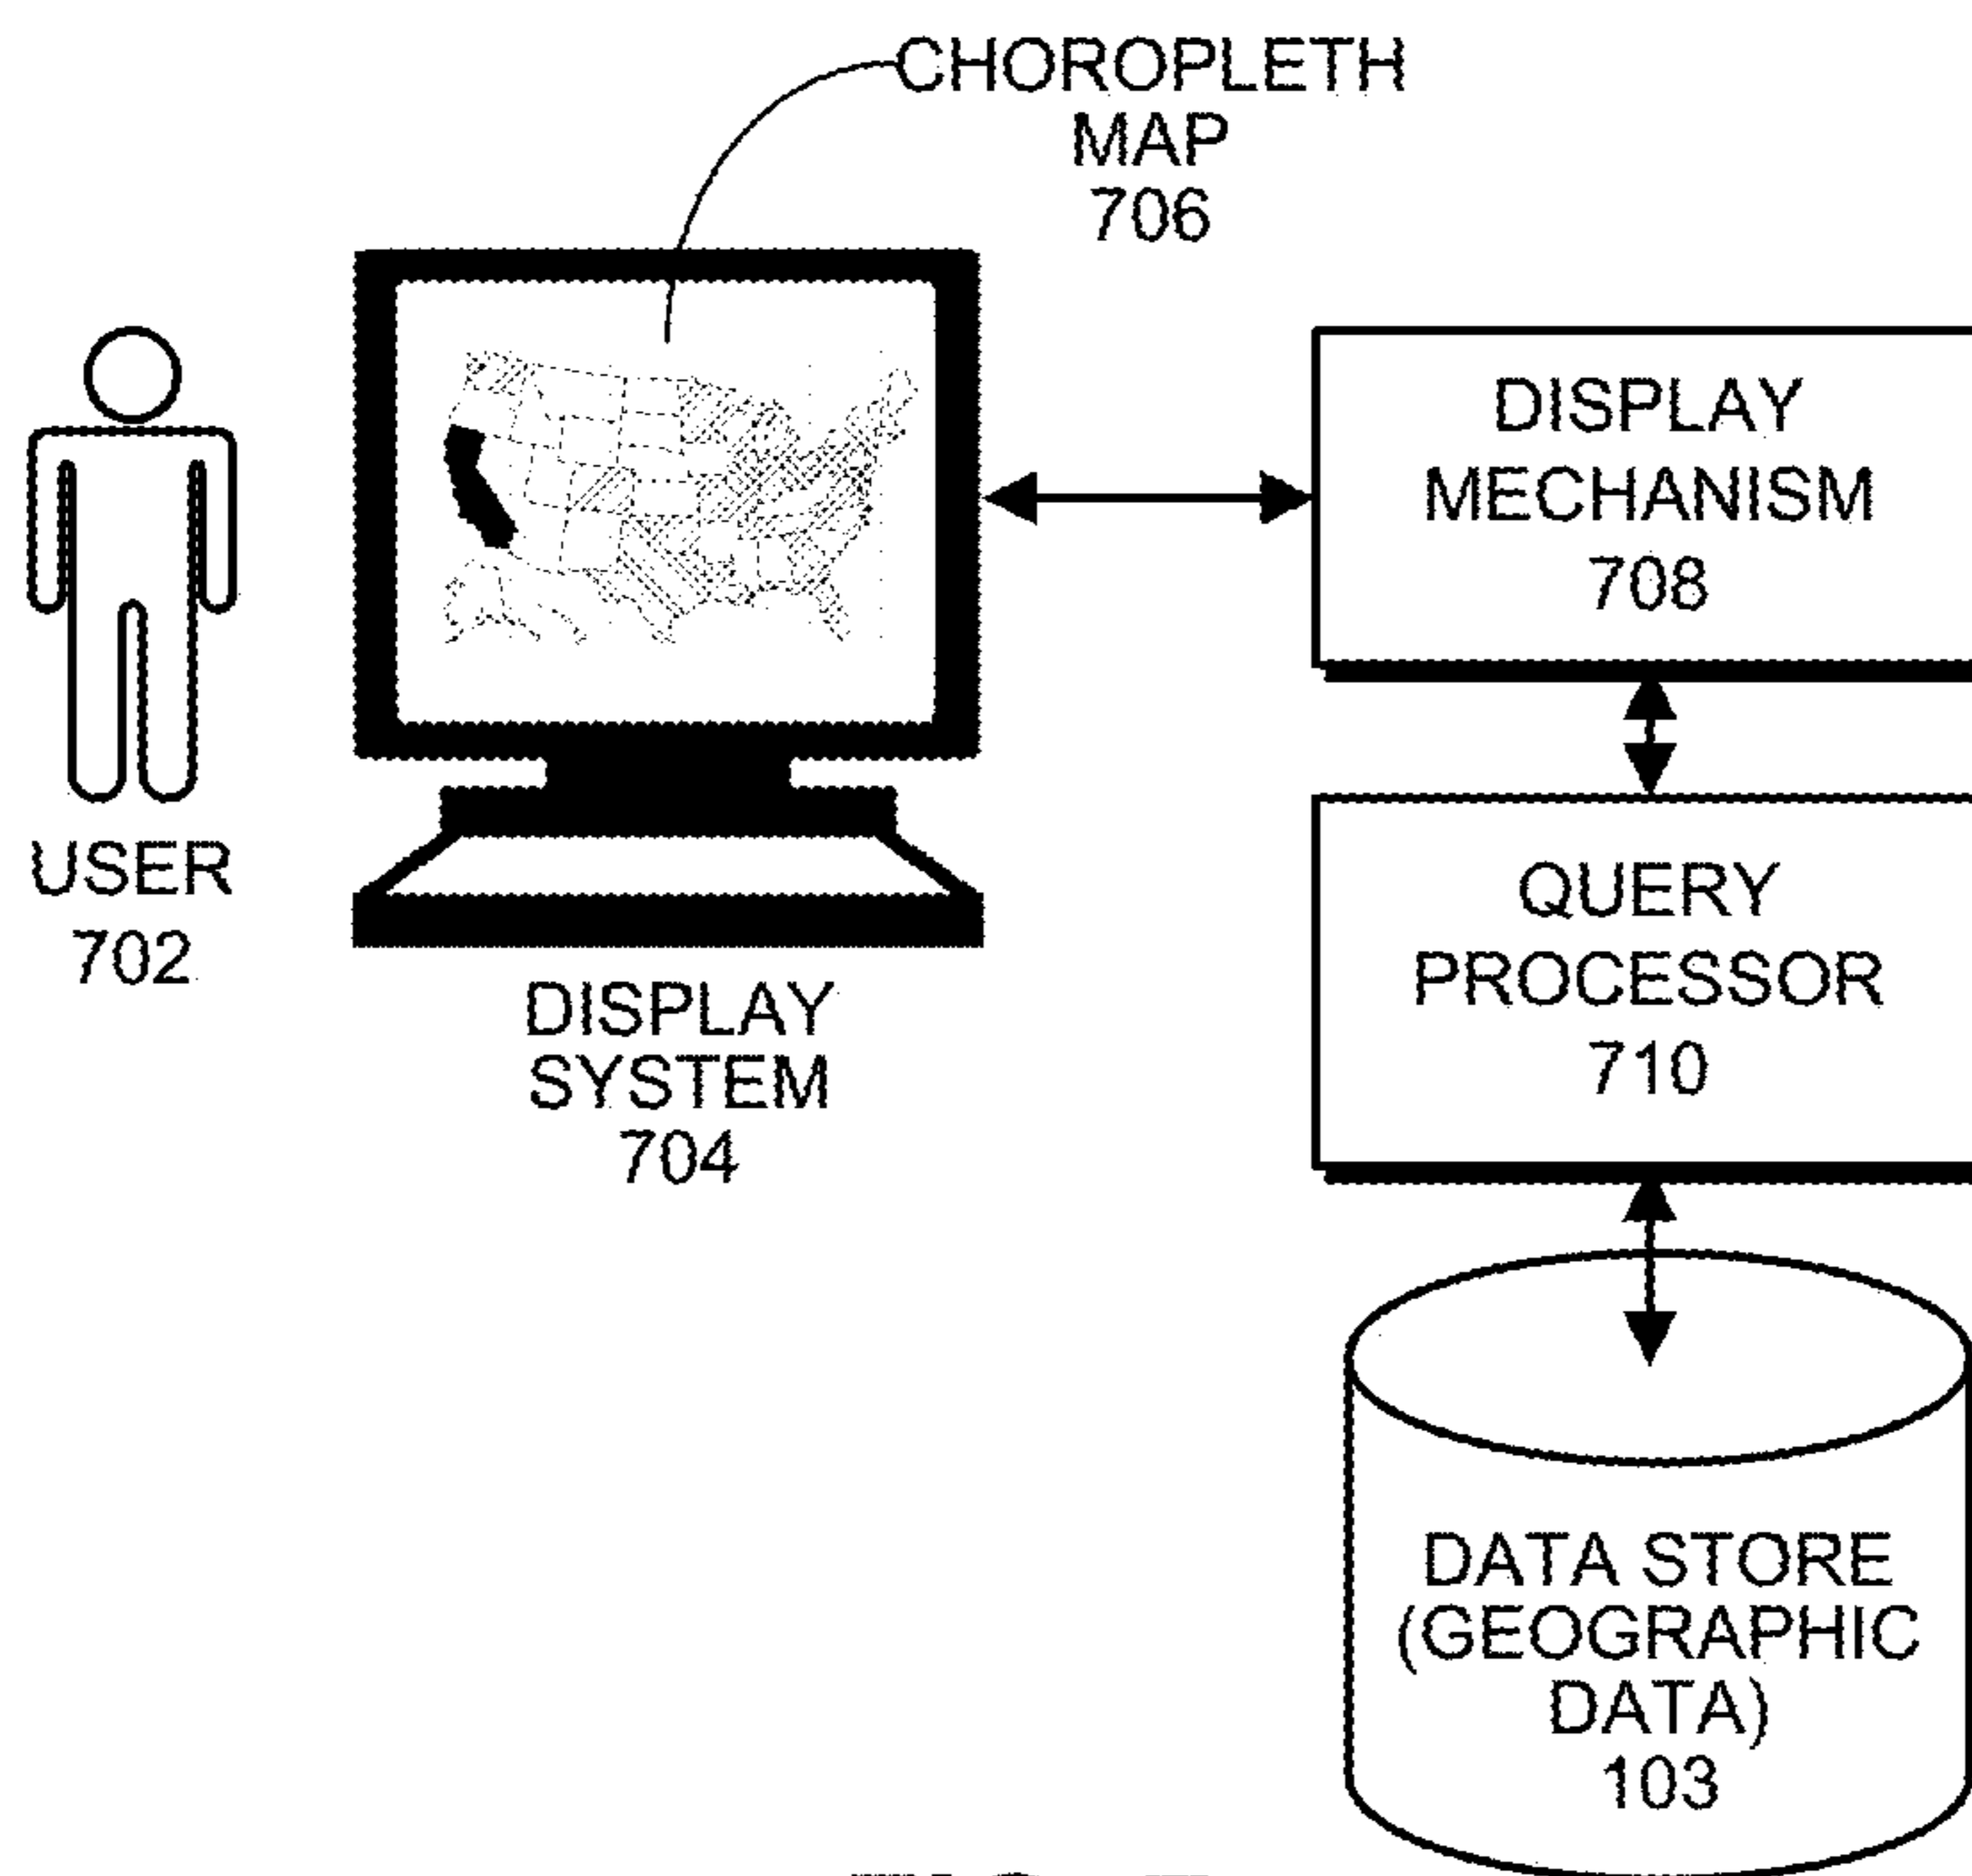 CHOROPLETH
MAP
706
DISPLAY
MECHANISM
708
USER
702
DISPLAY
SYSTEM
704
QUERY
PROCESSOR
710
DATA STORE
(GEOGRAPHIC
DATA)
103